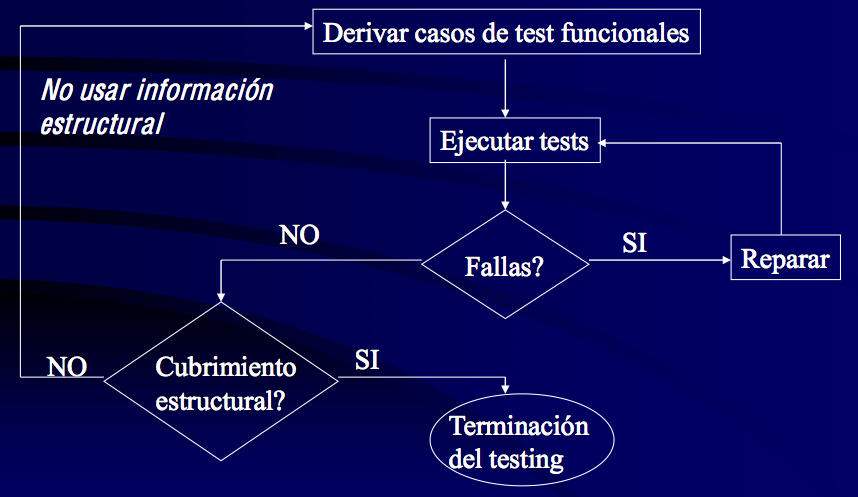 Derivar casos de test funcionales
No usar información
estructural
Ejecutar tests
NO
Fallas?
SI
Reparar
NO
Cubrimiento
estructural?
SI
Terminación
del testing